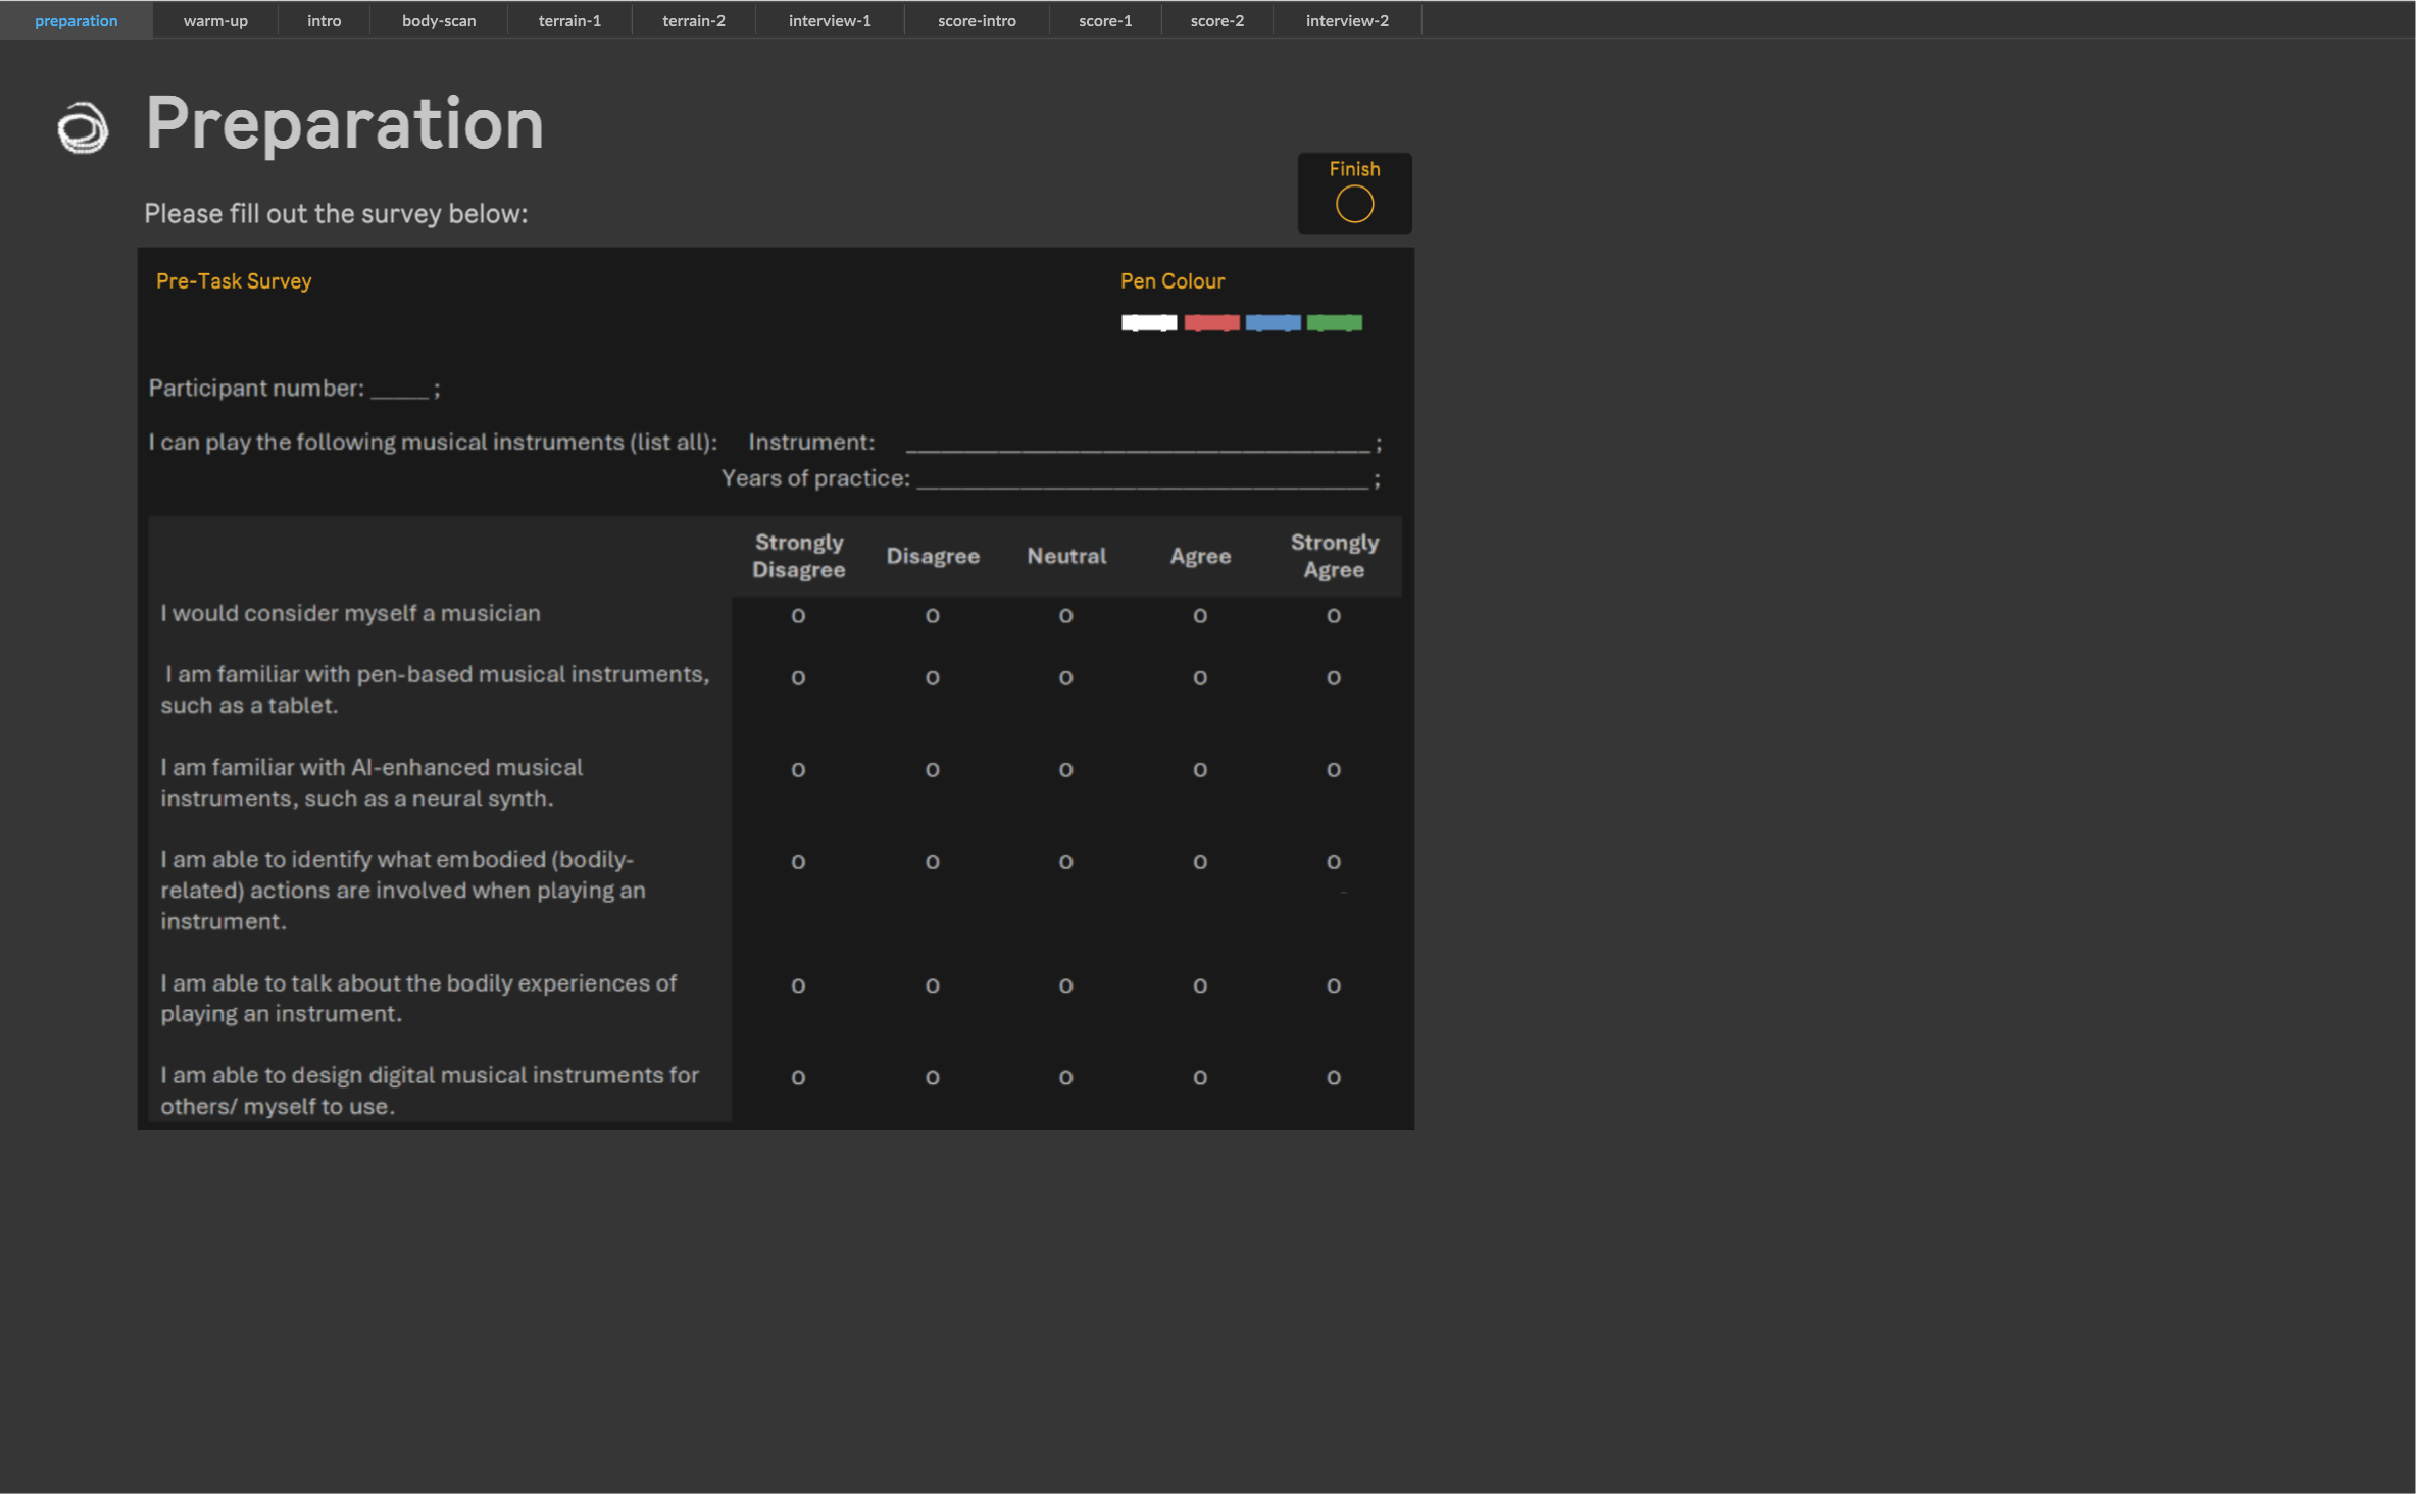 preparation warm-up intro body-scan terrain-1 terrain-2 interview-1 score-intro score-1 score-2 interview-2
Preparation
Finish
Please fill out the survey below:
Pre-Task Survey Pen Colour
Participant number: _____ ;
I can play the following musical instruments (list all): Instrument: ________________________________________ ;
Years of practice: _______________________________________ ;
Strongly Disagree Disagree Neutral Agree Strongly Agree
I would consider myself a musician o o o o o
I am familiar with pen-based musical instruments, o o o o o
such as a tablet.
I am familiar with AI-enhanced musical o o o o o
instruments, such as a neural synth.
I am able to identify what embodied (bodily- o o o o o
related) actions are involved when playing an
instrument.
I am able to talk about the bodily experiences of o o o o o
playing an instrument.
I am able to design digital musical instruments for o o o o o
others/ myself to use.